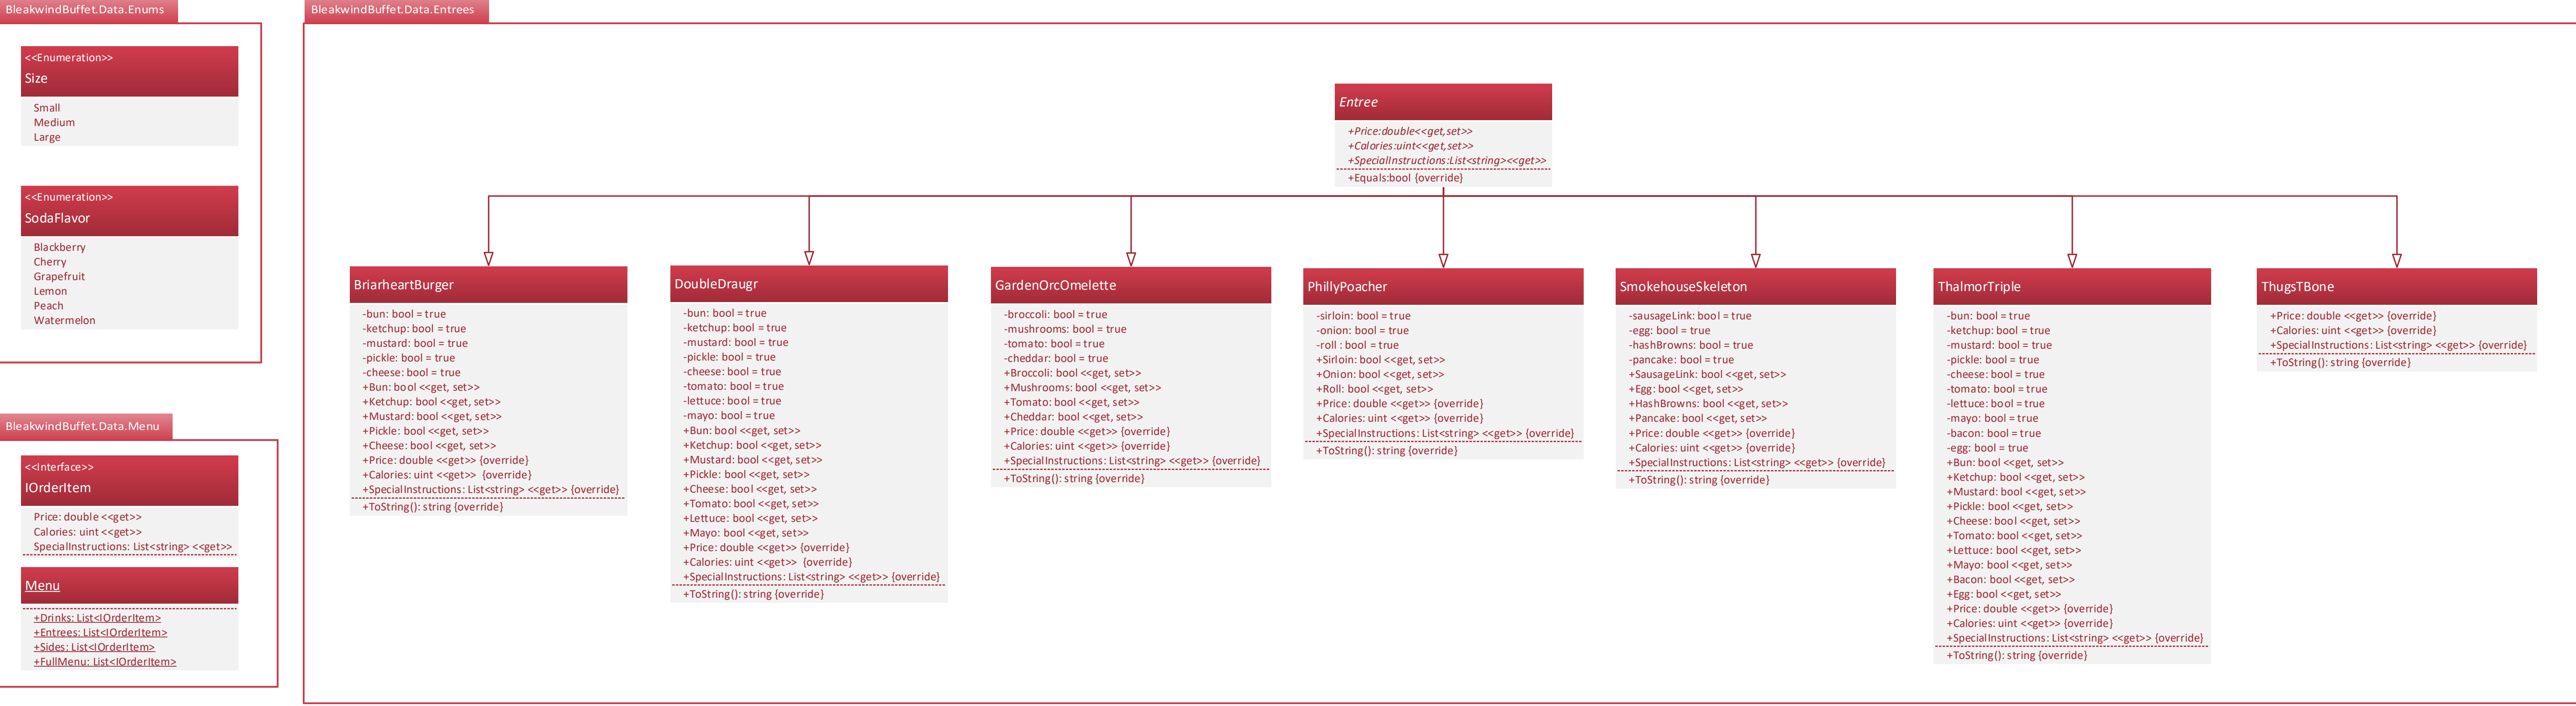 BleakwindBuffet.Data.Enums
<<Enumeration>>
Size
Small
Medium
Large
<<Enumeration>>
SodaFlavor
Blackberry
Cherry
Grapefruit
Lemon
Peach
Watermelon
BleakwindBuffet.Data.Menu
<<Interface>>
IOrderItem
Price: double <<get>>
Calories: uint <<get>>
SpecialInstructions: List<string> <<get>>
Menu
+Drinks: List<IOrderItem>
+Entrees: List<IOrderItem>
+Sides: List<IOrderItem>
+FullMenu: List<IOrderItem>
BleakwindBuffet.Data.Entrees
Entree
+Price:double<<get,set>>
+Calories:uint<<get,set>>
+SpecialInstructions:List<string><<get>>
+Equals:bool {override}
BriarheartBurger
-bun: bool = true
-ketchup: bool = true
-mustard: bool = true
-pickle: bool = true
-cheese: bool = true
+Bun: bool <<get, set>>
+Ketchup: bool <<get, set>>
+Mustard: bool <<get, set>>
+Pickle: bool <<get, set>>
+Cheese: bool <<get, set>>
+Price: double <<get>> {override}
+Calories: uint <<get>> {override}
+SpecialInstructions: List<string> <<get>> {override}
+ToString(): string {override}
DoubleDraugr
-bun: bool = true
-ketchup: bool = true
-mustard: bool = true
-pickle: bool = true
-cheese: bool = true
-tomato: bool = true
-lettuce: bool = true
-mayo: bool = true
+Bun: bool <<get, set>>
+Ketchup: bool <<get, set>>
+Mustard: bool <<get, set>>
+Pickle: bool <<get, set>>
+Cheese: bool <<get, set>>
+Tomato: bool <<get, set>>
+Lettuce: bool <<get, set>>
+Mayo: bool <<get, set>>
+Price: double <<get>> {override}
+Calories: uint <<get>> {override}
+SpecialInstructions: List<string> <<get>> {override}
+ToString(): string {override}
GardenOrcOmelette
-broccoli: bool = true
-mushrooms: bool = true
-tomato: bool = true
-cheddar: bool = true
+Broccoli: bool <<get, set>>
+Mushrooms: bool <<get, set>>
+Tomato: bool <<get, set>>
+Cheddar: bool <<get, set>>
+Price: double <<get>> {override}
+Calories: uint <<get>> {override}
+SpecialInstructions: List<string> <<get>> {override}
+ToString(): string {override}
PhillyPoacher
-sirloin: bool = true
-onion: bool = true
-roll : bool = true
+Sirloin: bool <<get, set>>
+Onion: bool <<get, set>>
+Roll: bool <<get, set>>
+Price: double <<get>> {override}
+Calories: uint <<get>> {override}
+SpecialInstructions: List<string> <<get>> {override}
+ToString(): string {override}
SmokehouseSkeleton
-sausageLink: bool = true
-egg: bool = true
-hashBrowns: bool = true
-pancake: bool = true
+SausageLink: bool <<get, set>>
+Egg: bool <<get, set>>
+HashBrowns: bool <<get, set>>
+Pancake: bool <<get, set>>
+Price: double <<get>> {override}
+Calories: uint <<get>> {override}
+SpecialInstructions: List<string> <<get>> {override}
+ToString(): string {override}
ThalmorTriple
-bun: bool = true
-ketchup: bool = true
-mustard: bool = true
-pickle: bool = true
-cheese: bool = true
-tomato: bool = true
-lettuce: bool = true
-mayo: bool = true
-bacon: bool = true
-egg: bool = true
+Bun: bool <<get, set>>
+Ketchup: bool <<get, set>>
+Mustard: bool <<get, set>>
+Pickle: bool <<get, set>>
+Cheese: bool <<get, set>>
+Tomato: bool <<get, set>>
+Lettuce: bool <<get, set>>
+Mayo: bool <<get, set>>
+Bacon: bool <<get, set>>
+Egg: bool <<get, set>>
+Price: double <<get>> {override}
+Calories: uint <<get>> {override}
+SpecialInstructions: List<string> <<get>> {override}
+ToString(): string {override}
ThugsTBone
+Price: double <<get>> {override}
+Calories: uint <<get>> {override}
+SpecialInstructions: List<string> <<get>> {override}
+ToString(): string {override}